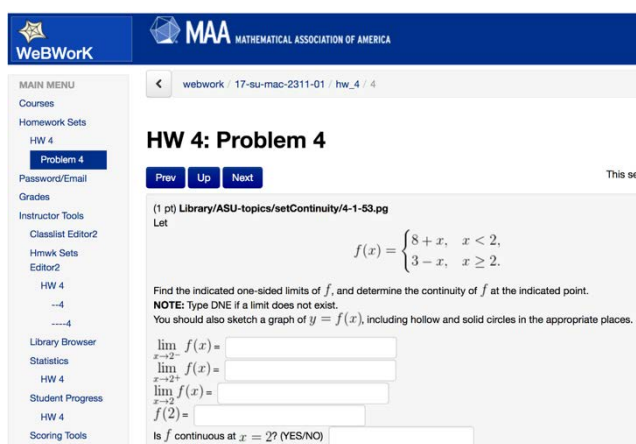 WeBWorK
MAA MATHEMATICAL ASSOCIATION OF AMERICA
MAIN MENU
Courses
Homework Sets
HW 4
Problem 4
Password/Email
Grades
Instructor Tools
Classlist Editor2
Hmwk Sets
Editor2
HW 4
--4
----4
Library Browser
Statistics
HW 4
Student Progress
HW 4
Scoring Tools
webwork / 17-su-mac-2311-01 / hw_4 / 4
HW 4: Problem 4
Prev Up Next
This se
(1 pt) Library/ASU-topics/setContinuity/4-1-53.pg
Let
f(x) = { 8 + x, x < 2,
3 − x, x ≥ 2.
Find the indicated one-sided limits of f, and determine the continuity of f at the indicated point.
NOTE: Type DNE if a limit does not exist.
You should also sketch a graph of y = f(x), including hollow and solid circles in the appropriate places.
lim x→2− f(x) =
lim x→2+ f(x) =
lim x→2 f(x) =
f(2) =
Is f continuous at x = 2? (YES/NO)